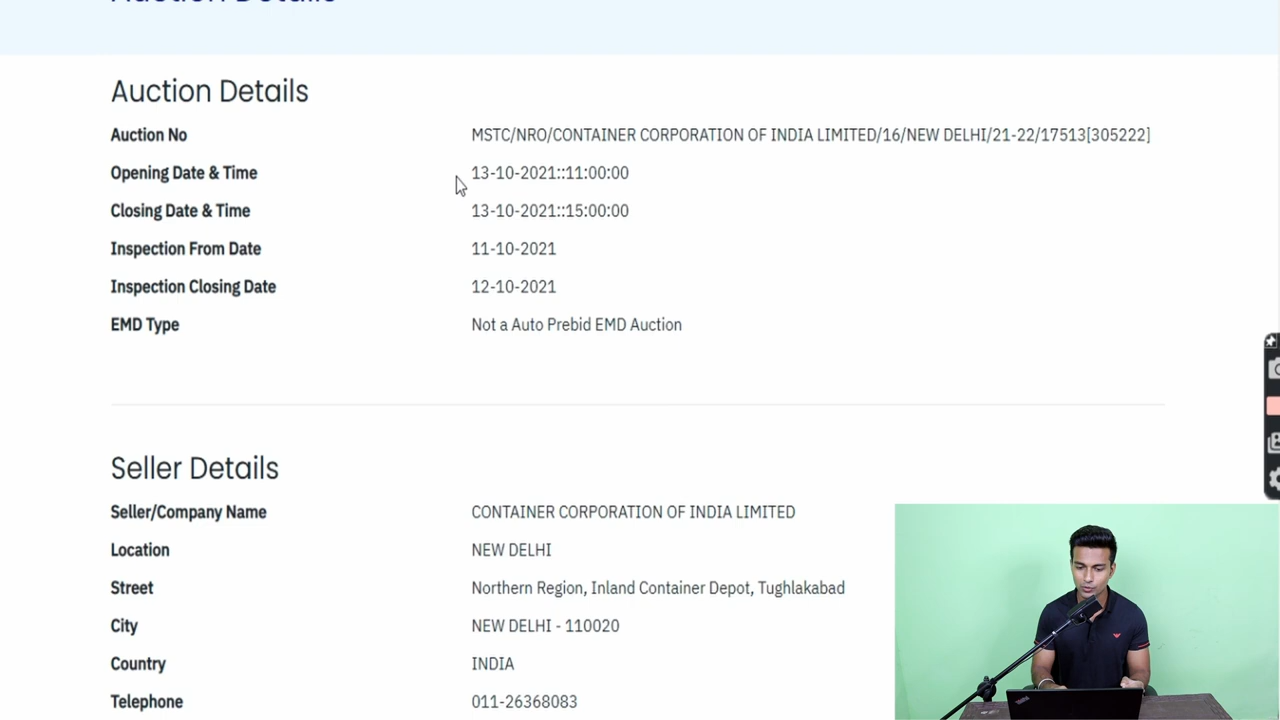 Auction Details
Auction Details
Auction No MSTC/NRO/CONTAINER CORPORATION OF INDIA LIMITED/16/NEW DELHI/21-22/17513[305222]
Opening Date & Time 13-10-2021::11:00:00
Closing Date & Time 13-10-2021::15:00:00
Inspection From Date 11-10-2021
Inspection Closing Date 12-10-2021
EMD Type Not a Auto Prebid EMD Auction
Seller Details
Seller/Company Name CONTAINER CORPORATION OF INDIA LIMITED
Location NEW DELHI
Street Northern Region, Inland Container Depot, Tughlakabad
City NEW DELHI - 110020
Country INDIA
Telephone 011-26368083